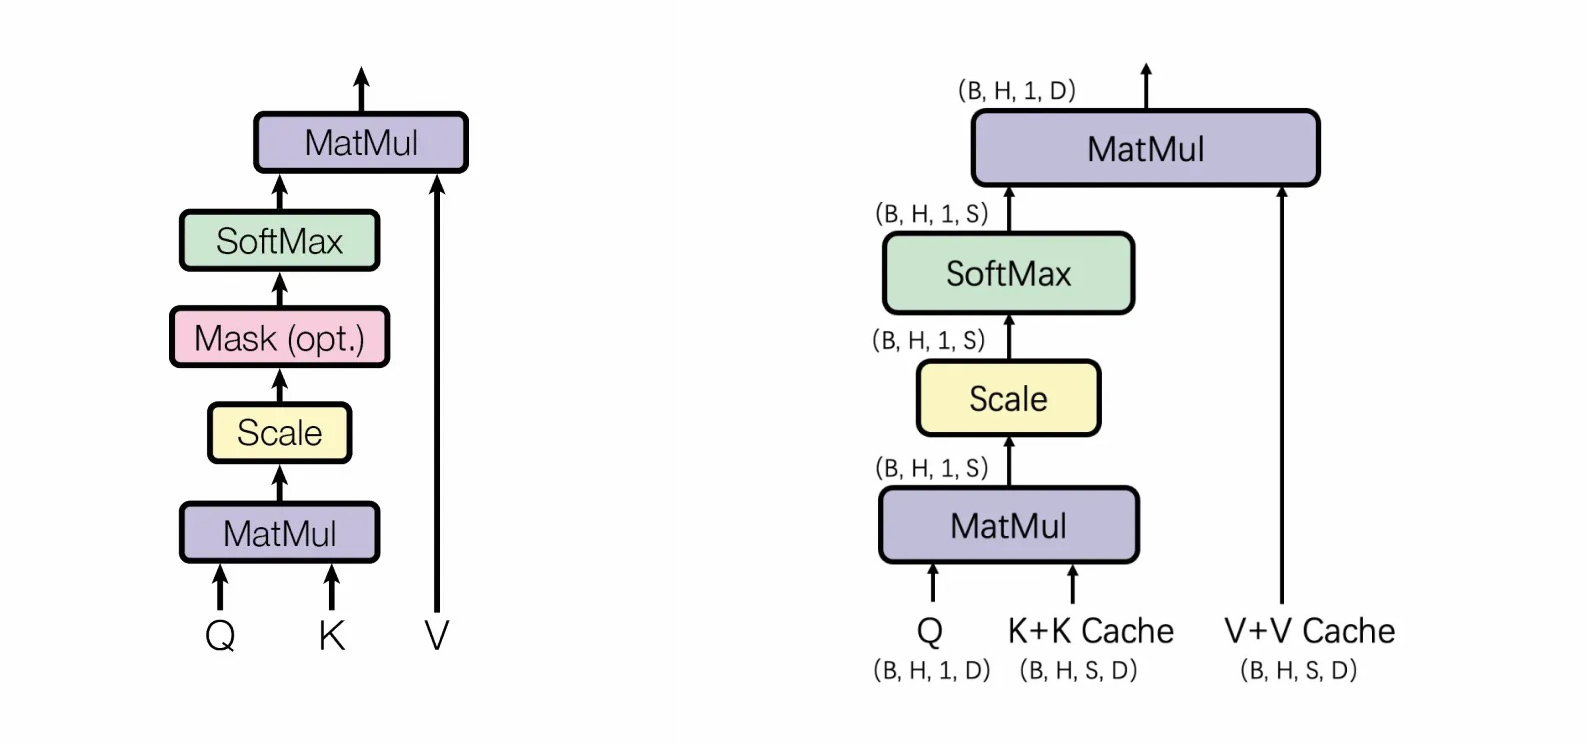 MatMul
SoftMax
Mask (opt.)
Scale
MatMul
Q K V
(B, H, 1, D)
MatMul
(B, H, 1, S)
SoftMax
(B, H, 1, S)
Scale
(B, H, 1, S)
MatMul
Q K+K Cache V+V Cache
(B, H, 1, D) (B, H, S, D) (B, H, S, D)